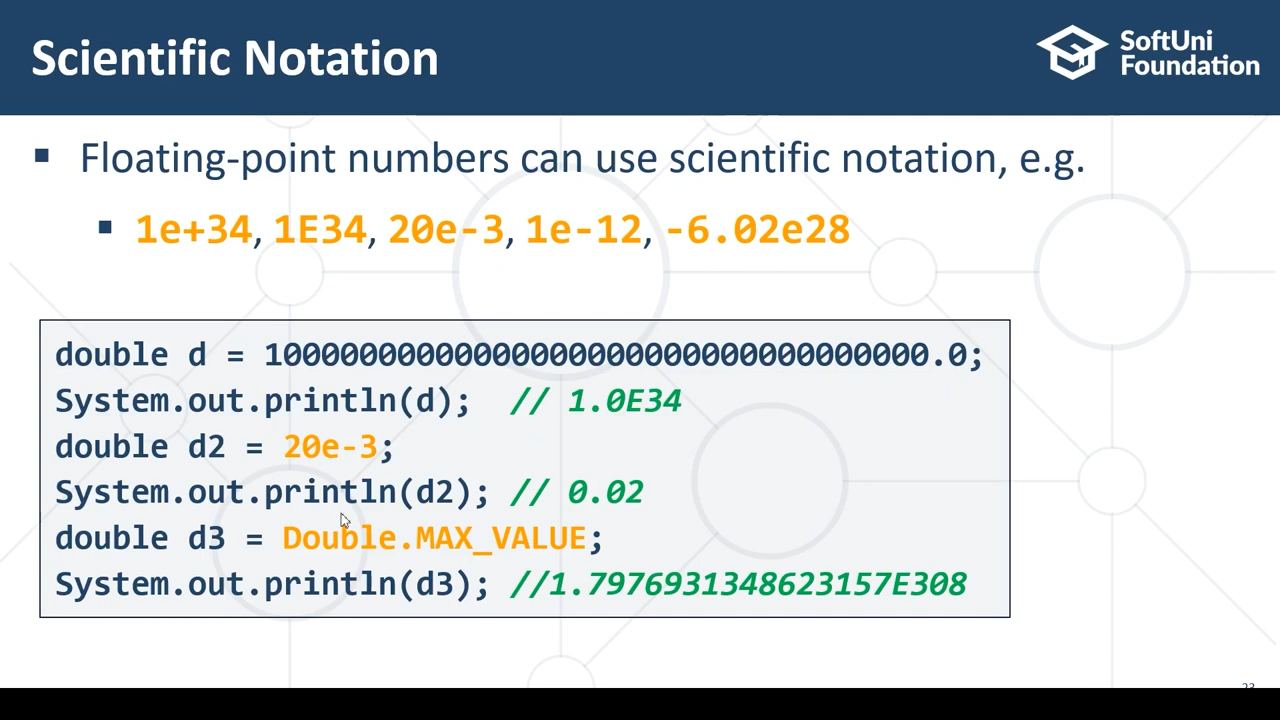 Scientific Notation
SoftUni
Foundation
▪ Floating-point numbers can use scientific notation, e.g.
▪ 1e+34, 1E34, 20e-3, 1e-12, -6.02e28
double d = 10000000000000000000000000000000000.0;
System.out.println(d); // 1.0E34
double d2 = 20e-3;
System.out.println(d2); // 0.02
double d3 = Double.MAX_VALUE;
System.out.println(d3); //1.7976931348623157E308
23